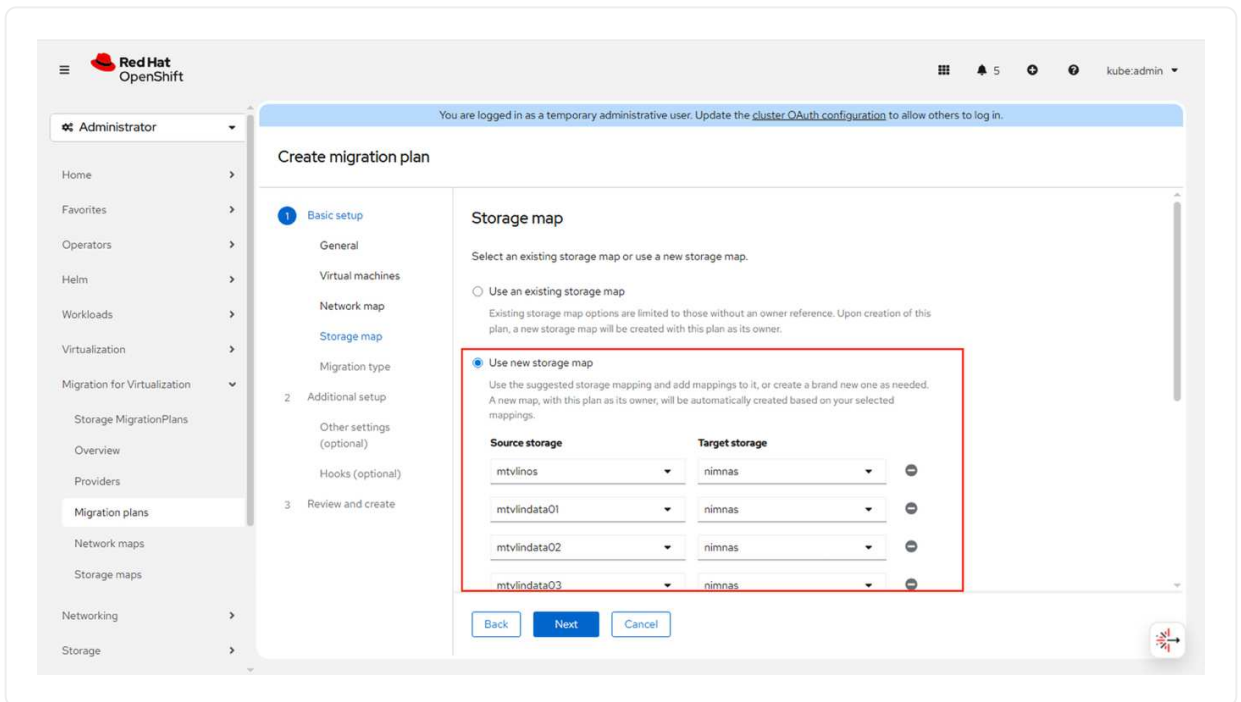 Red Hat
OpenShift
5
kube:admin
Administrator
You are logged in as a temporary administrative user. Update the cluster OAuth configuration to allow others to log in.
Home
Favorites
Operators
Helm
Workloads
Virtualization
Migration for Virtualization
Storage MigrationPlans
Overview
Providers
Migration plans
Network maps
Storage maps
Networking
Storage
Create migration plan
1 Basic setup
General
Virtual machines
Network map
Storage map
Migration type
2 Additional setup
Other settings
(optional)
Hooks (optional)
3 Review and create
Storage map
Select an existing storage map or use a new storage map.
Use an existing storage map
Existing storage map options are limited to those without an owner reference. Upon creation of this
plan, a new storage map will be created with this plan as its owner.
Use new storage map
Use the suggested storage mapping and add mappings to it, or create a brand new one as needed.
A new map, with this plan as its owner, will be automatically created based on your selected
mappings.
Source storage Target storage
mtvlinos nimnas
mtvlindata01 nimnas
mtvlindata02 nimnas
mtvlindata03 nimnas
Back Next Cancel